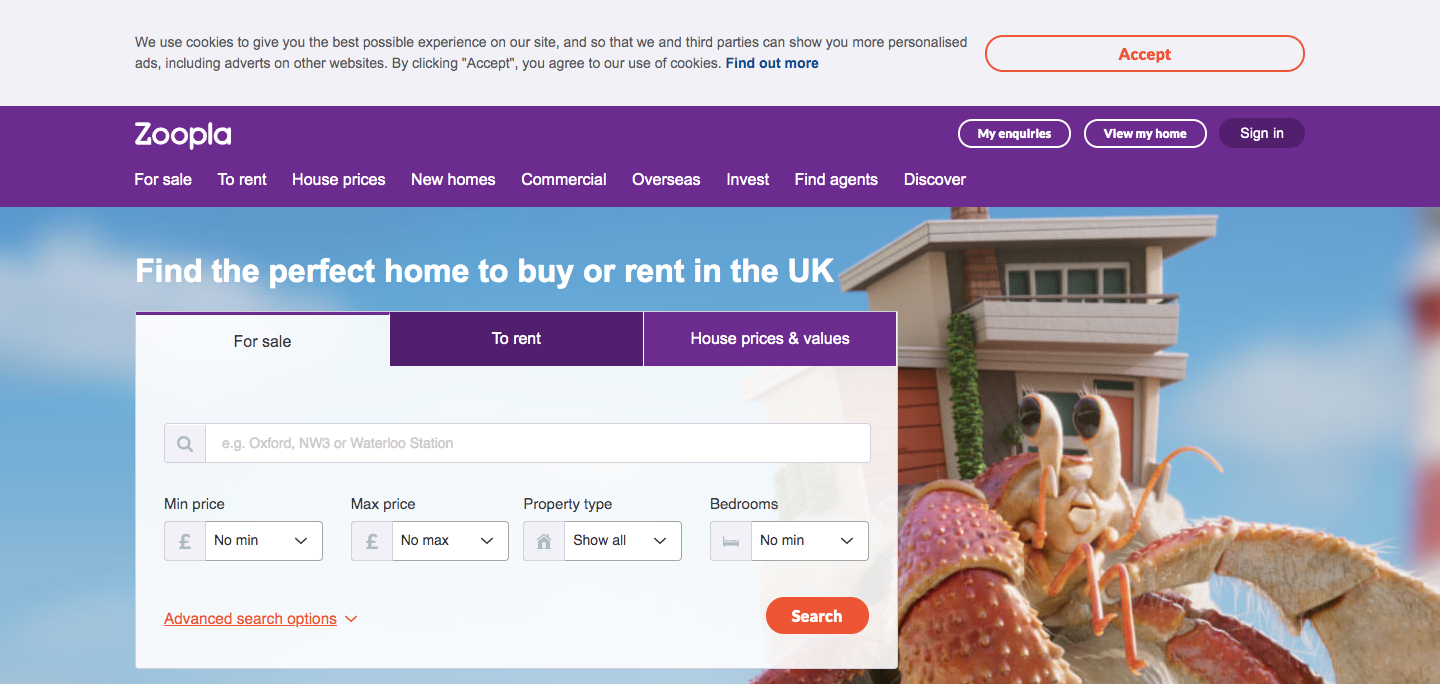 We use cookies to give you the best possible experience on our site, and so that we and third parties can show you more personalised
ads, including adverts on other websites. By clicking "Accept", you agree to our use of cookies. Find out more
Accept
Zoopla
My enquiries
View my home
Sign in
For sale To rent House prices New homes Commercial Overseas Invest Find agents Discover
Find the perfect home to buy or rent in the UK
For sale
To rent
House prices & values
e.g. Oxford, NW3 or Waterloo Station
Min price Max price Property type Bedrooms
£ No min £ No max Show all No min
Advanced search options
Search